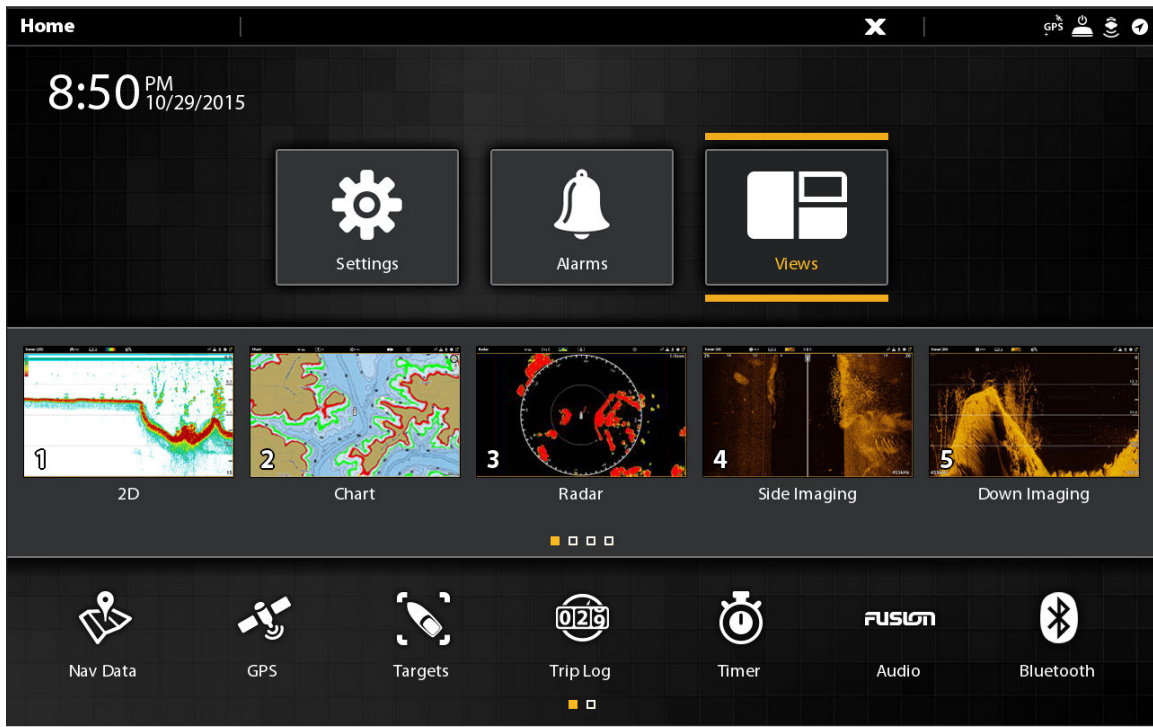 Home
X
GPS
8:50 PM
10/29/2015
Settings
Alarms
Views
1
2
3
4
5
2D
Chart
Radar
Side Imaging
Down Imaging
029
Nav Data
GPS
Targets
Trip Log
Timer
FUSION
Audio
Bluetooth